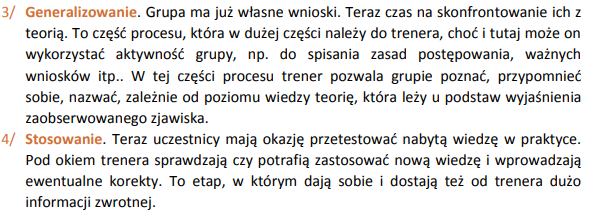 3/ Generalizowanie. Grupa ma już własne wnioski. Teraz czas na skonfrontowanie ich z
teorią. To część procesu, która w dużej części należy do trenera, choć i tutaj może on
wykorzystać aktywność grupy, np. do spisania zasad postępowania, ważnych
wniosków itp.. W tej części procesu trener pozwala grupie poznać, przypomnieć
sobie, nazwać, zależnie od poziomu wiedzy teorię, która leży u podstaw wyjaśnienia
zaobserwowanego zjawiska.
4/ Stosowanie. Teraz uczestnicy mają okazję przetestować nabytą wiedzę w praktyce.
Pod okiem trenera sprawdzają czy potrafią zastosować nową wiedzę i wprowadzają
ewentualne korekty. To etap, w którym dają sobie i dostają też od trenera dużo
informacji zwrotnej.